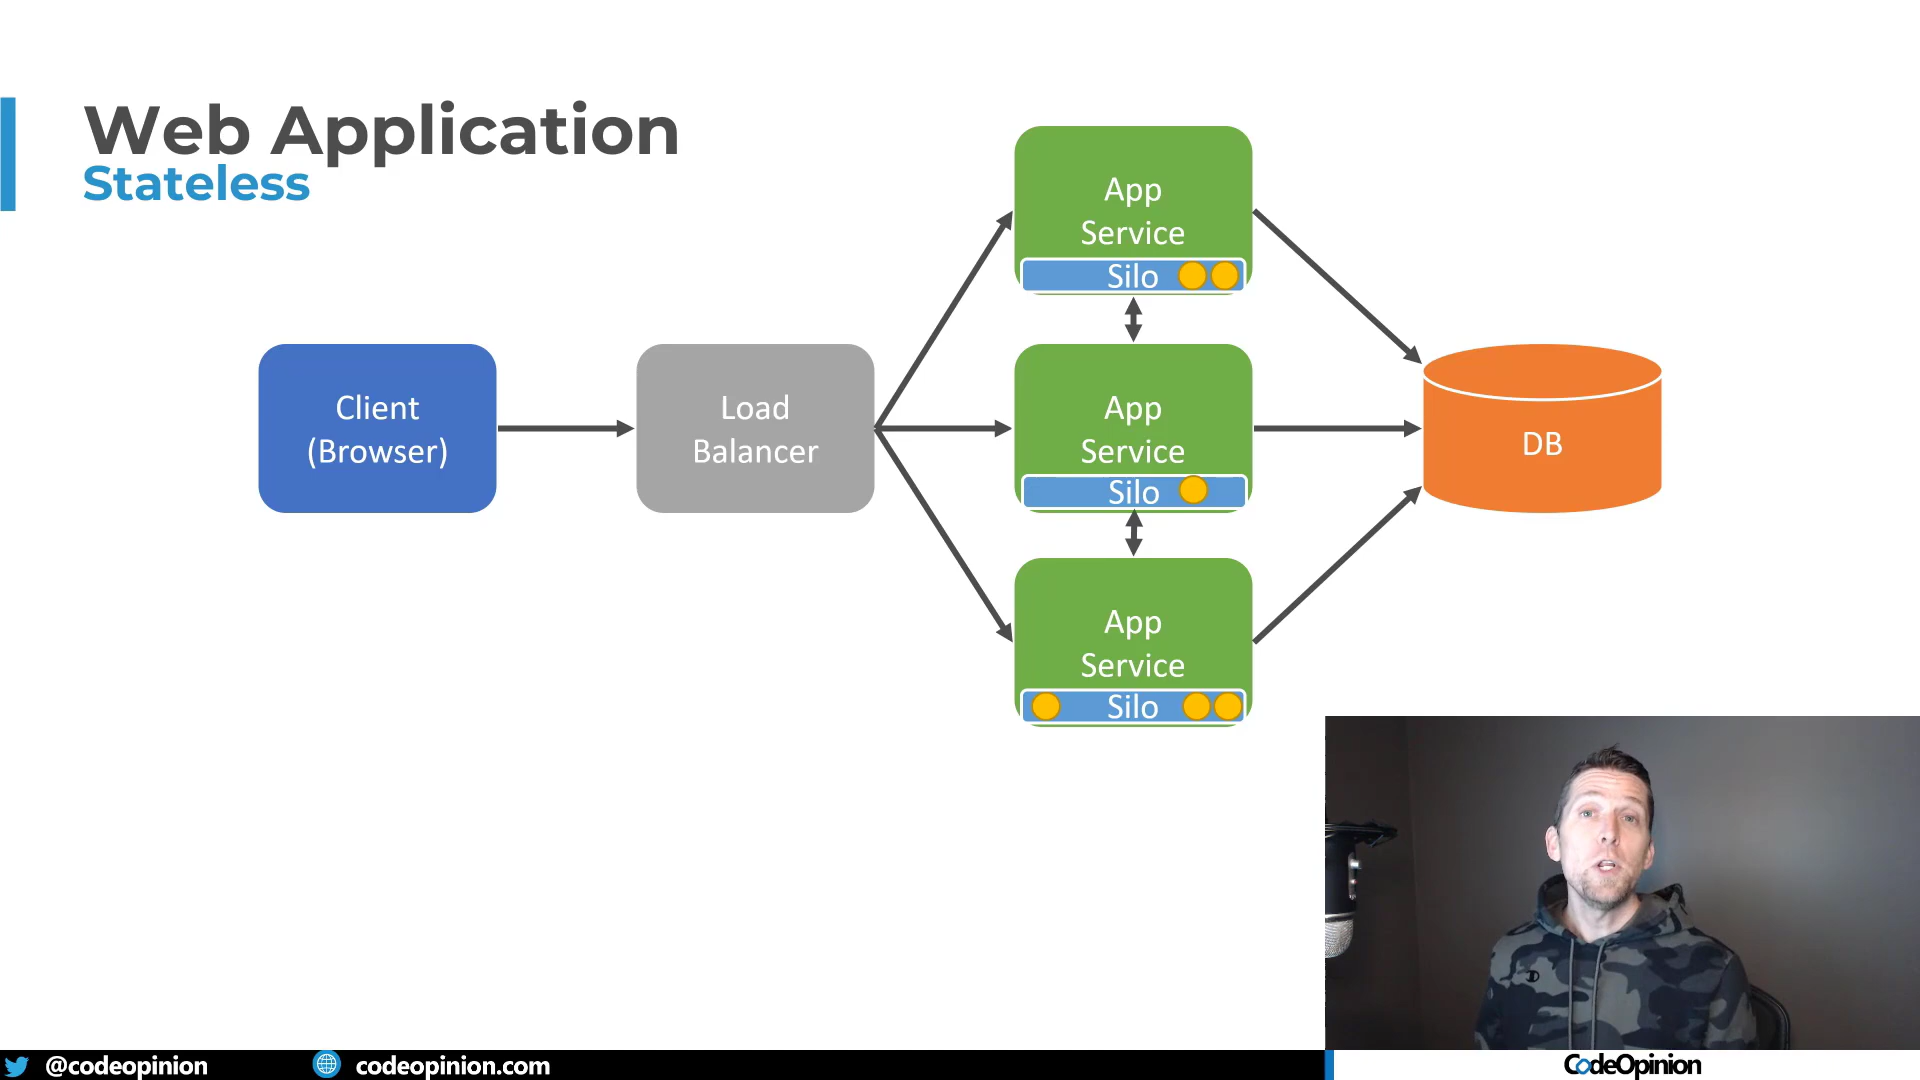 Web Application
Stateless
Client
(Browser)
Load
Balancer
App
Service
Silo
App
Service
Silo
App
Service
Silo
DB
@codeopinion
codeopinion.com
CodeOpinion